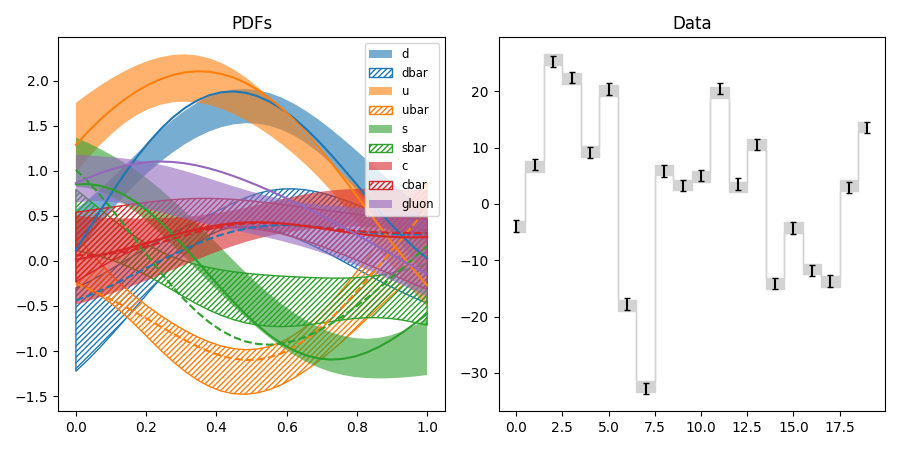 PDFs
2.0
1.5
1.0
0.5
0.0
−0.5
−1.0
−1.5
0.0 0.2 0.4 0.6 0.8 1.0
d
dbar
u
ubar
s
sbar
c
cbar
gluon
Data
20
10
0
−10
−20
−30
0.0 2.5 5.0 7.5 10.0 12.5 15.0 17.5